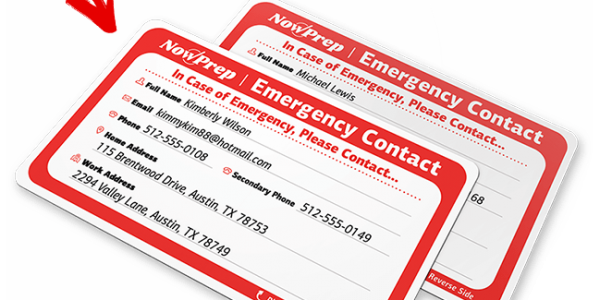 NowPrep | Emergency Contact
In Case of Emergency, Please Contact...
Full Name Kimberly Wilson
Email kimmykim88@hotmail.com
Phone 512-555-0108 Secondary Phone 512-555-0149
Home Address
115 Brentwood Drive, Austin, TX 78753
Work Address
2294 Valley Lane, Austin, TX 78749
NowPrep | Emergency Contact
In Case of Emergency, Please Contact...
Full Name Michael Lewis
68
Reverse Side